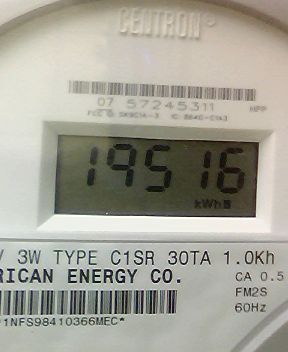 CENTRON®
07 57245311 HPP
19516
kWh
V 3W TYPE C1SR 30TA 1.0Kh
RICAN ENERGY CO. CA 0.5
FM2S
60Hz
*1NFS98410366MEC*